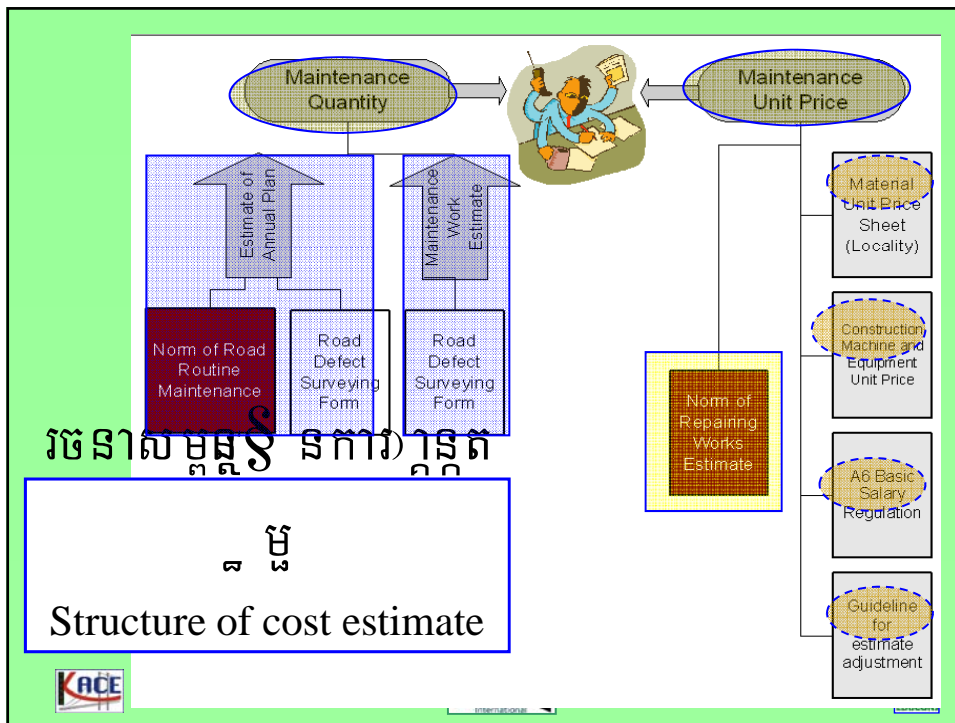 Maintenance
Quantity
Maintenance
Unit Price
Estimate of
Annual Plan
Maintenance
Work
Estimate
Material
Unit Price
Sheet
(Locality)
Norm of Road
Routine
Maintenance
Road
Defect
Surveying
Form
Road
Defect
Surveying
Form
Construction
Machine and
Equipment
Unit Price
Norm of
Repairing
Works
Estimate
A6 Basic
Salary
Regulation
Guideline
for
estimate
adjustment
Structure of cost estimate
KACE
International